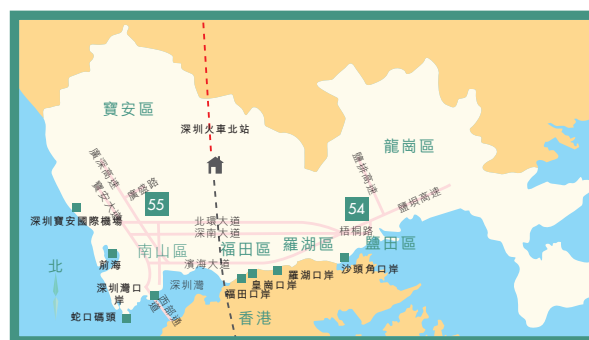 寶安區
深圳火車北站
龍崗區
廣深高速
寶安大道
廣盛路
鹽排高速
鹽壩高速
55
54
深圳寶安國際機場
北環大道
深南大道
梧桐路
南山區
福田區
羅湖區
鹽田區
前海
濱海大道
北
深圳灣口
岸
深圳灣
西部通
道
福田口岸
皇崗口岸
羅湖口岸
沙頭角口岸
蛇口碼頭
香港